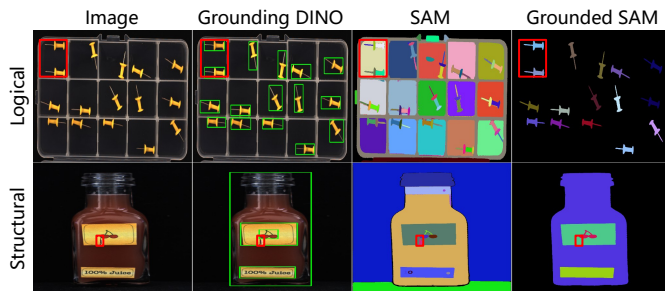 Image Grounding DINO SAM Grounded SAM
Logical
Structural
100% Juice 100% Juice